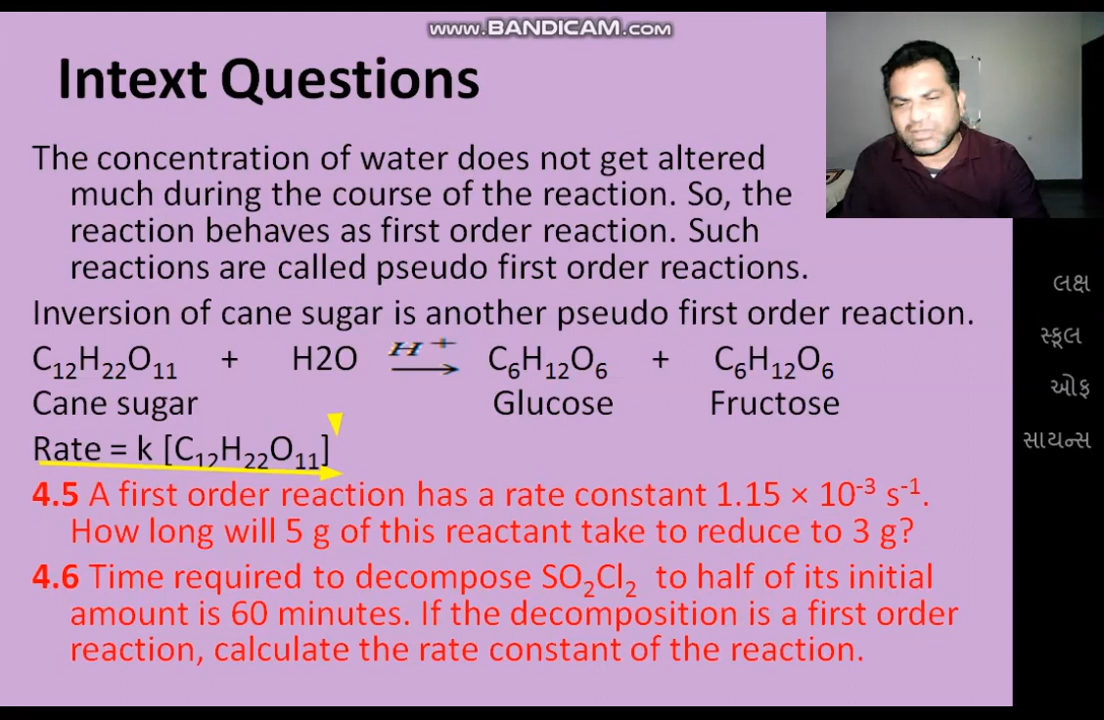 www.BANDICAM.com
Intext Questions
The concentration of water does not get altered
much during the course of the reaction. So, the
reaction behaves as first order reaction. Such
reactions are called pseudo first order reactions.
Inversion of cane sugar is another pseudo first order reaction.
C₁₂H₂₂O₁₁ + H2O H⁺ → C₆H₁₂O₆ + C₆H₁₂O₆
Cane sugar Glucose Fructose
Rate = k [C₁₂H₂₂O₁₁]
4.5 A first order reaction has a rate constant 1.15 × 10⁻³ s⁻¹.
How long will 5 g of this reactant take to reduce to 3 g?
4.6 Time required to decompose SO₂Cl₂ to half of its initial
amount is 60 minutes. If the decomposition is a first order
reaction, calculate the rate constant of the reaction.
લક્ષ
સ્કૂલ
ઓફ
સાયન્સ